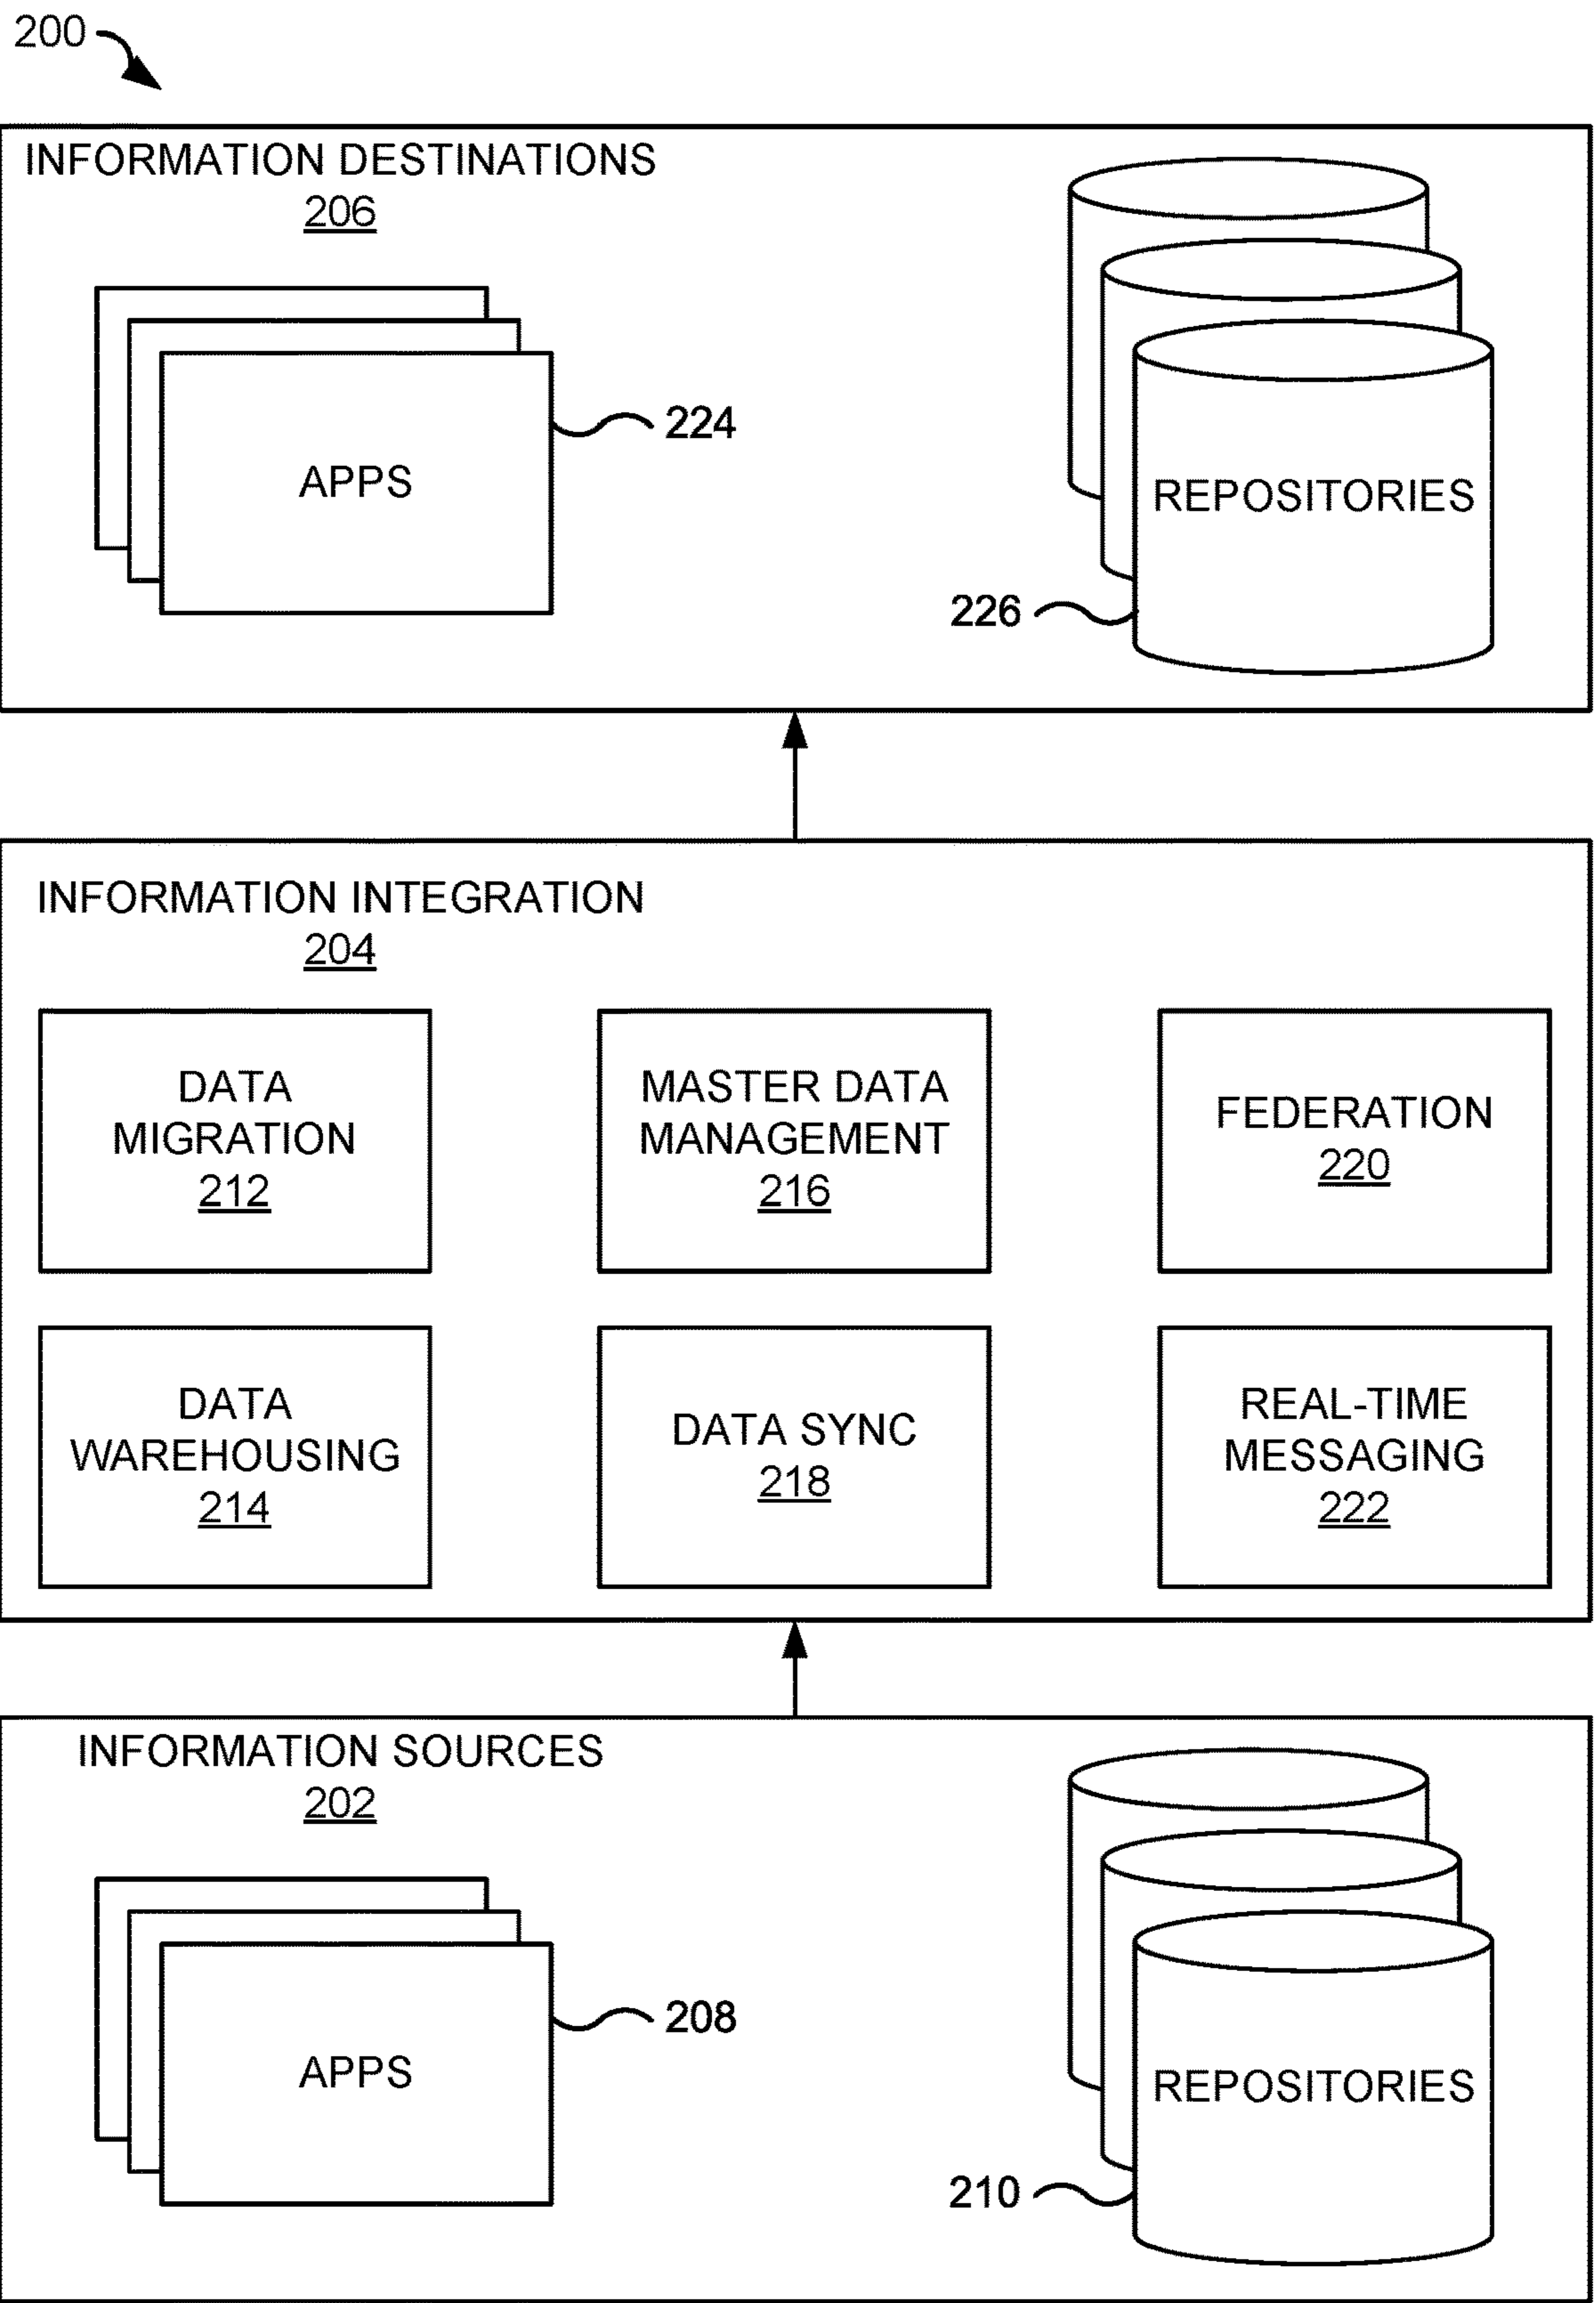 200
INFORMATION DESTINATIONS
206
APPS
224
REPOSITORIES
226
INFORMATION INTEGRATION
204
DATA
MIGRATION
212
MASTER DATA
MANAGEMENT
216
FEDERATION
220
DATA
WAREHOUSING
214
DATA SYNC
218
REAL-TIME
MESSAGING
222
INFORMATION SOURCES
202
APPS
208
REPOSITORIES
210